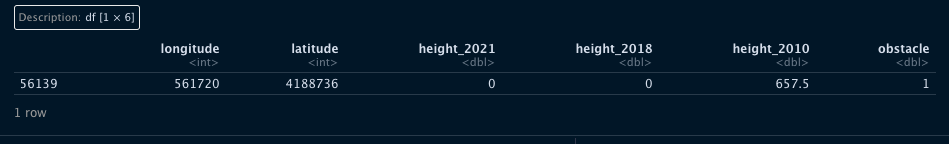 Description: df [1 × 6]
longitude latitude height_2021 height_2018 height_2010 obstacle
<int> <int> <dbl> <dbl> <dbl> <dbl>
56139 561720 4188736 0 0 657.5 1
1 row